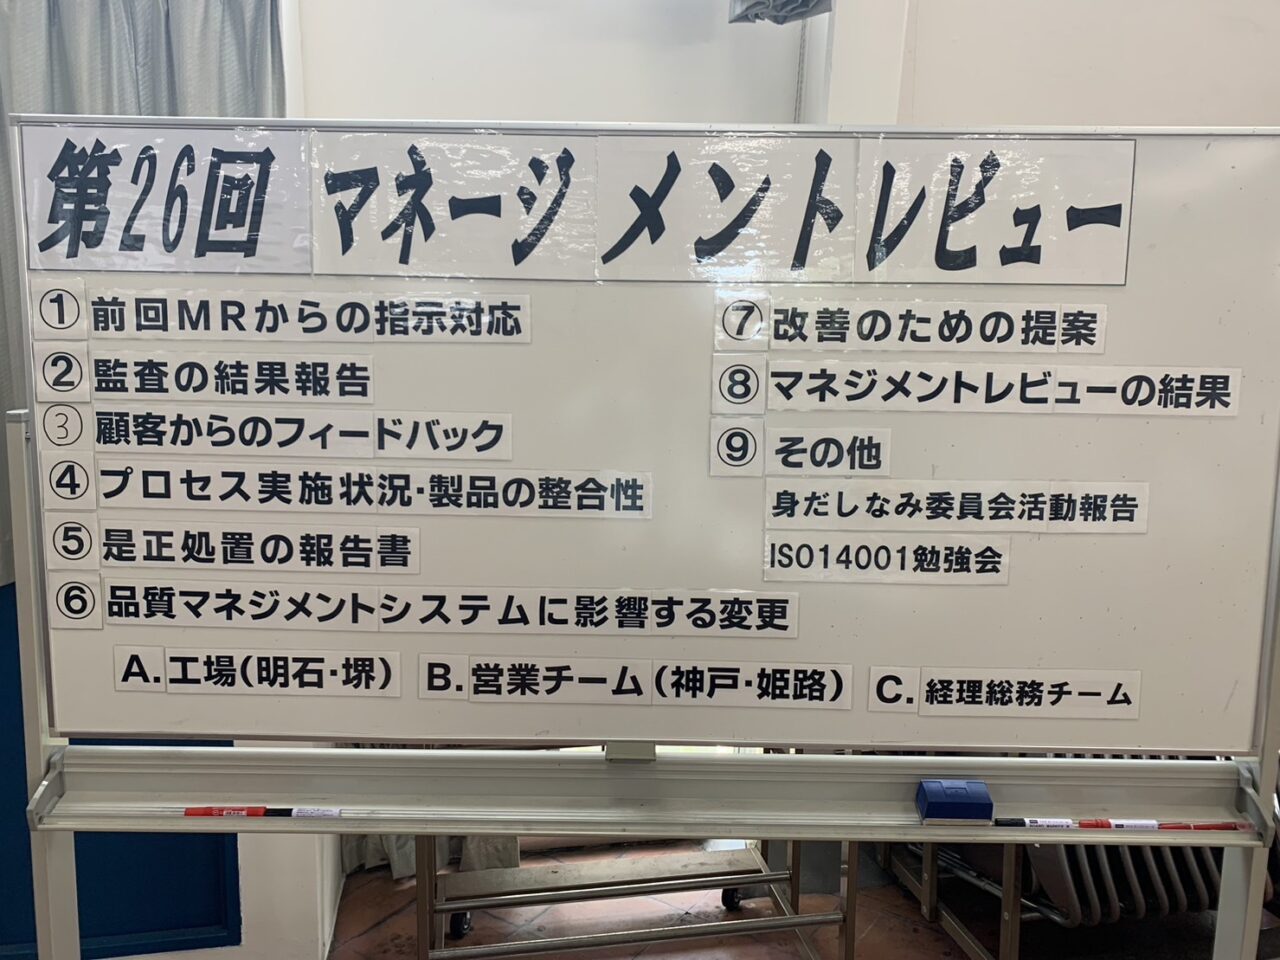 第26回 マネージメントレビュー
① 前回MRからの指示対応
② 監査の結果報告
③ 顧客からのフィードバック
④ プロセス実施状況・製品の整合性
⑤ 是正処置の報告書
⑥ 品質マネジメントシステムに影響する変更
A.工場(明石・堺) B.営業チーム(神戸・姫路) C.経理総務チーム
⑦ 改善のための提案
⑧ マネジメントレビューの結果
⑨ その他
身だしなみ委員会活動報告
ISO14001勉強会